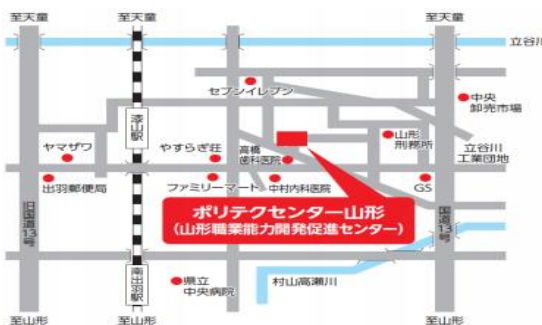 至天童
至天童
至天童
立谷川
セブンイレブン
中央
卸売市場
漆山駅
ヤマザワ
やすらぎ荘
高橋
歯科医院
山形
刑務所
立谷川
工業団地
出羽郵便局
ファミリーマート
中村内科医院
GS
ポリテクセンター山形
(山形職業能力開発促進センター)
旧国道13号
国道13号
南出羽駅
県立
中央病院
村山高瀬川
至山形
至山形
至山形